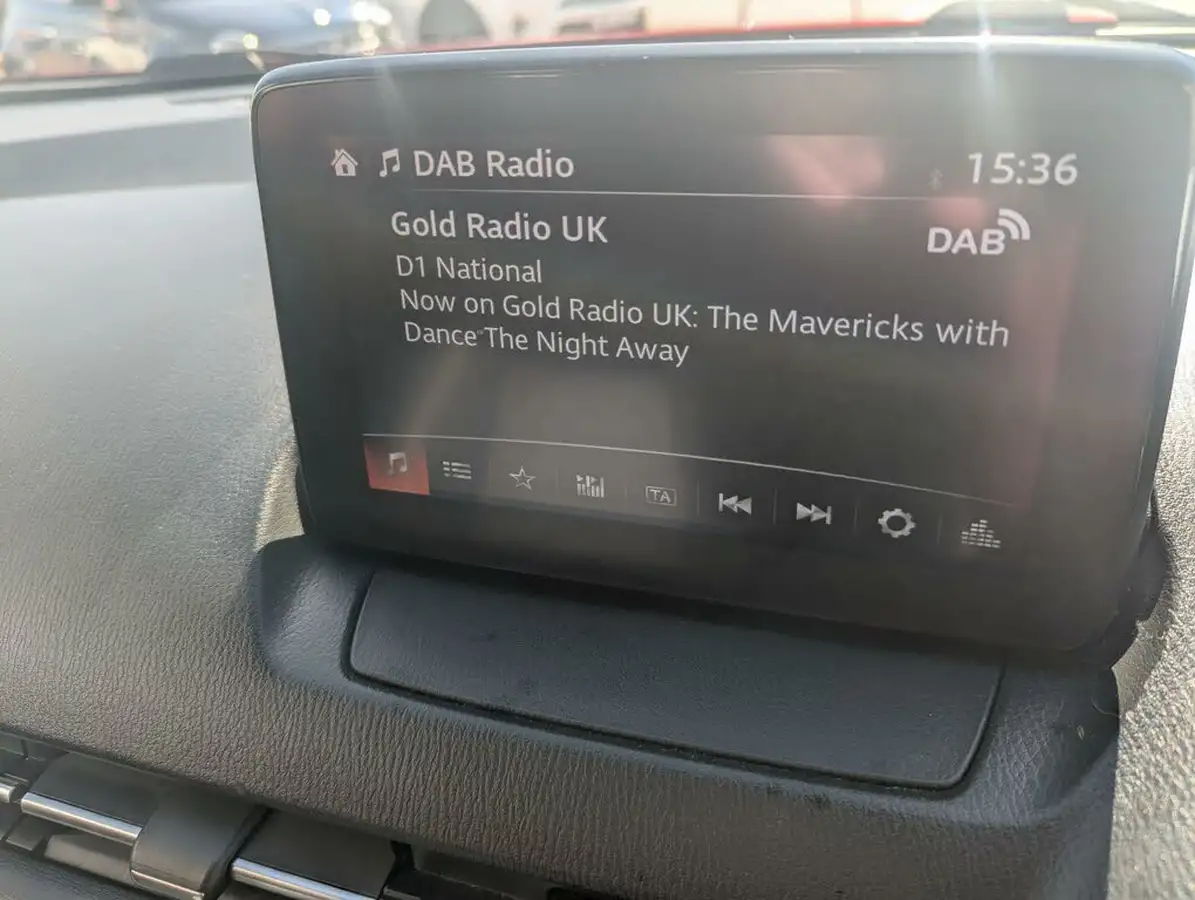 DAB Radio 15:36
Gold Radio UK
DAB
D1 National
Now on Gold Radio UK: The Mavericks with
Dance The Night Away
TA